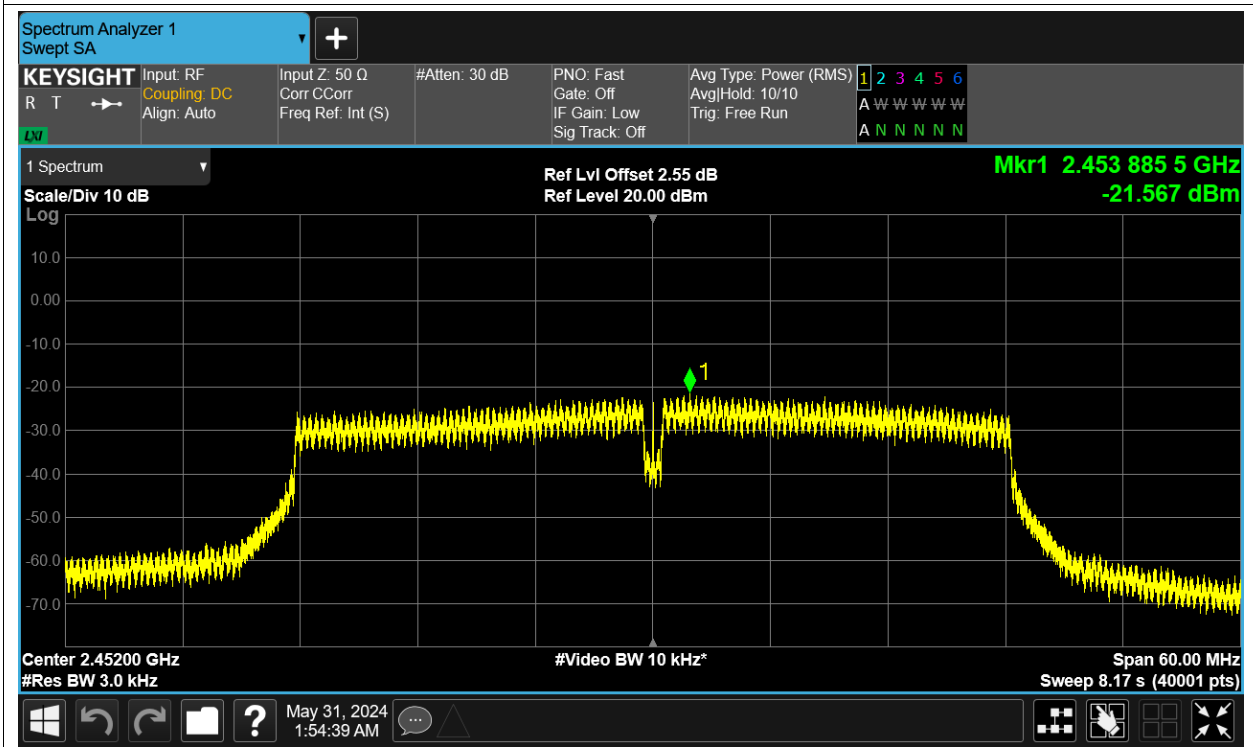 Spectrum Analyzer 1
Swept SA
KEYSIGHT
R T
LXI
Input: RF
Coupling: DC
Align: Auto
Input Z: 50 Ω
Corr CCorr
Freq Ref: Int (S)
#Atten: 30 dB
PNO: Fast
Gate: Off
IF Gain: Low
Sig Track: Off
Avg Type: Power (RMS)
Avg|Hold: 10/10
Trig: Free Run
1 2 3 4 5 6
A W W W W W
A N N N N N
1 Spectrum
Scale/Div 10 dB
Log
Ref Lvl Offset 2.55 dB
Ref Level 20.00 dBm
Mkr1 2.453 885 5 GHz
-21.567 dBm
10.0
0.00
-10.0
-20.0
-30.0
-40.0
-50.0
-60.0
-70.0
1
Center 2.45200 GHz
#Res BW 3.0 kHz
#Video BW 10 kHz*
Span 60.00 MHz
Sweep 8.17 s (40001 pts)
?
May 31, 2024
1:54:39 AM